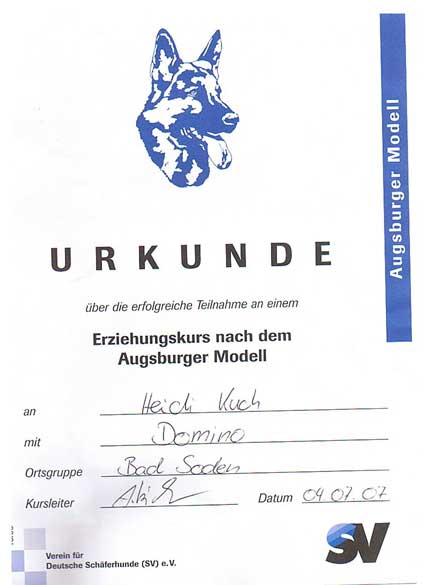 URKUNDE
über die erfolgreiche Teilnahme an einem
Erziehungskurs nach dem
Augsburger Modell
an Heidi Kuch
mit Domino
Ortsgruppe Bad Soden
Kursleiter Datum 09.07.07
Verein für
Deutsche Schäferhunde (SV) e.V.
SV
Augsburger Modell